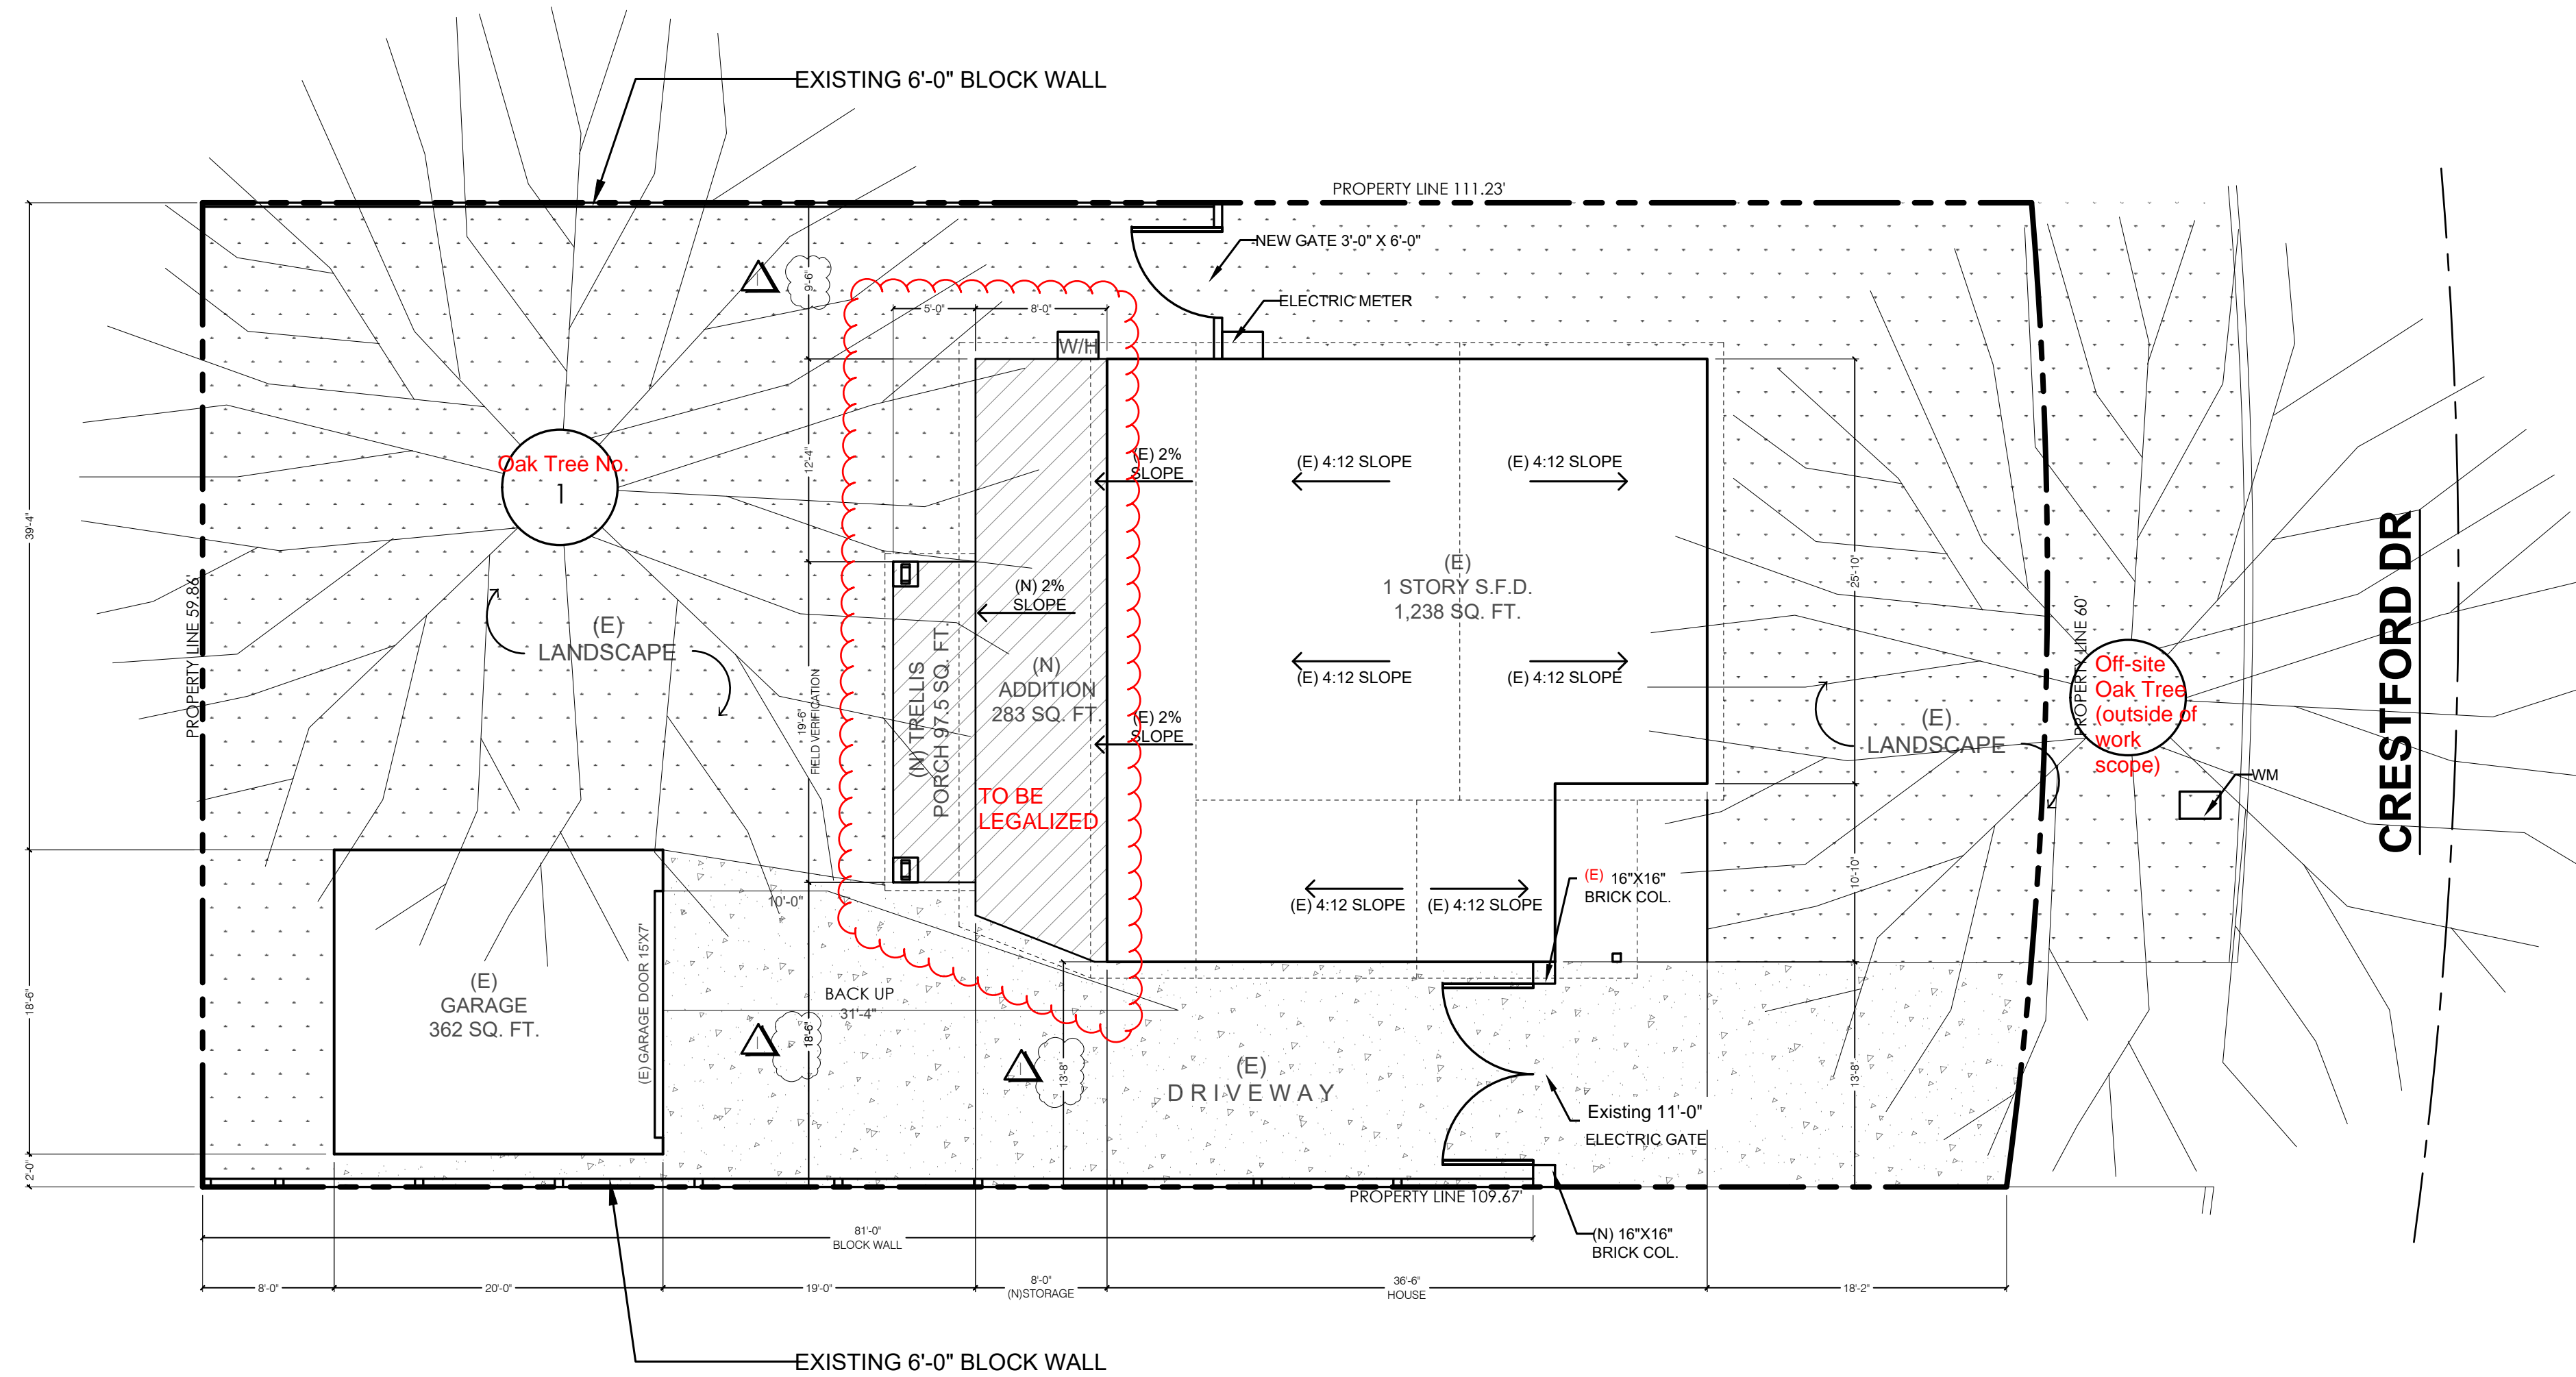 EXISTING 6'-0" BLOCK WALL
PROPERTY LINE 111.23'
NEW GATE 3'-0" X 6'-0"
ELECTRIC METER
9'-6"
5'-0"
8'-0"
W/H
Oak Tree No.
1
12'-4"
39'-4"
(E) 2%
SLOPE
(E) 4:12 SLOPE
(E) 4:12 SLOPE
(E)
1 STORY S.F.D.
1,238 SQ. FT.
25'-10"
(N) 2%
SLOPE
PROPERTY LINE 59.86'
(E)
LANDSCAPE
19'-6"
FIELD VERIFICATION
(N) TRELLIS
PORCH 97.5 SQ. FT
(N)
ADDITION
283 SQ. FT.
TO BE
LEGALIZED
(E) 2%
SLOPE
(E) 4:12 SLOPE
(E) 4:12 SLOPE
(E)
LANDSCAPE
PROPERTY LINE 60'
Off-site
Oak Tree
(outside of
work
scope)
WM
CRESTFORD DR
(E) 4:12 SLOPE
(E) 4:12 SLOPE
(E) 16"X16"
BRICK COL.
10'-10"
10'-0"
(E)
GARAGE
362 SQ. FT.
(E) GARAGE DOOR 15'X7'
18'-6"
BACK UP
31'-4"
18'-6"
13'-8"
(E)
DRIVEWAY
13'-8"
Existing 11'-0"
ELECTRIC GATE
2'-0"
PROPERTY LINE 109.67'
81'-0"
BLOCK WALL
(N) 16"X16"
BRICK COL.
8'-0"
20'-0"
19'-0"
8'-0"
(N)STORAGE
36'-6"
HOUSE
18'-2"
EXISTING 6'-0" BLOCK WALL